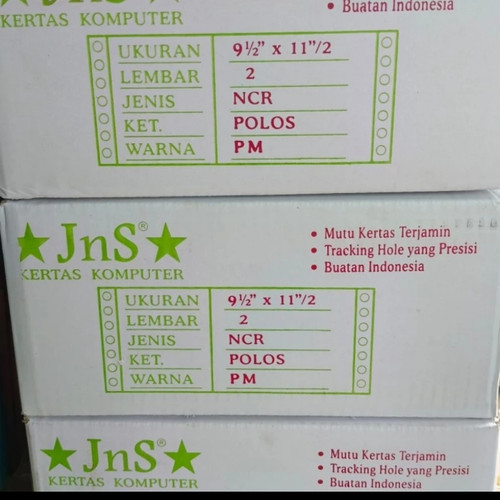 KERTAS KOMPUTER
• Buatan Indonesia
UKURAN 9½" x 11"/2
LEMBAR 2
JENIS NCR
KET. POLOS
WARNA PM
★ JnS® ★
KERTAS KOMPUTER
• Mutu Kertas Terjamin
• Tracking Hole yang Presisi
• Buatan Indonesia
UKURAN 9½" x 11"/2
LEMBAR 2
JENIS NCR
KET. POLOS
WARNA PM
★ JnS® ★
KERTAS KOMPUTER
• Mutu Kertas Terjamin
• Tracking Hole yang Presisi
• Buatan Indonesia